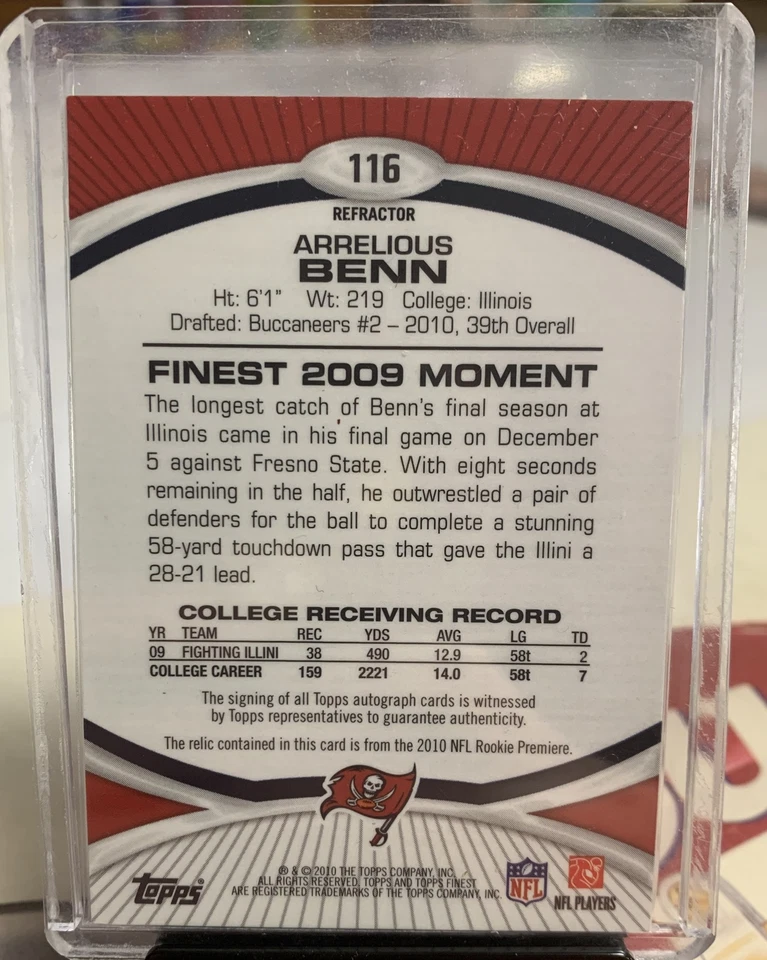 116
REFRACTOR
ARRELIOUS
BENN
Ht: 6'1" Wt: 219 College: Illinois
Drafted: Buccaneers #2 – 2010, 39th Overall
FINEST 2009 MOMENT
The longest catch of Benn's final season at
Illinois came in his final game on December
5 against Fresno State. With eight seconds
remaining in the half, he outwrestled a pair of
defenders for the ball to complete a stunning
58-yard touchdown pass that gave the Illini a
28-21 lead.
COLLEGE RECEIVING RECORD
YR TEAM REC YDS AVG LG TD
09 FIGHTING ILLINI 38 490 12.9 58t 2
COLLEGE CAREER 159 2221 14.0 58t 7
The signing of all Topps autograph cards is witnessed
by Topps representatives to guarantee authenticity.
The relic contained in this card is from the 2010 NFL Rookie Premiere.
® & © 2010 THE TOPPS COMPANY, INC.
ALL RIGHTS RESERVED. TOPPS AND TOPPS FINEST
ARE REGISTERED TRADEMARKS OF THE TOPPS COMPANY, INC.
topps®
NFL
NFL PLAYERS